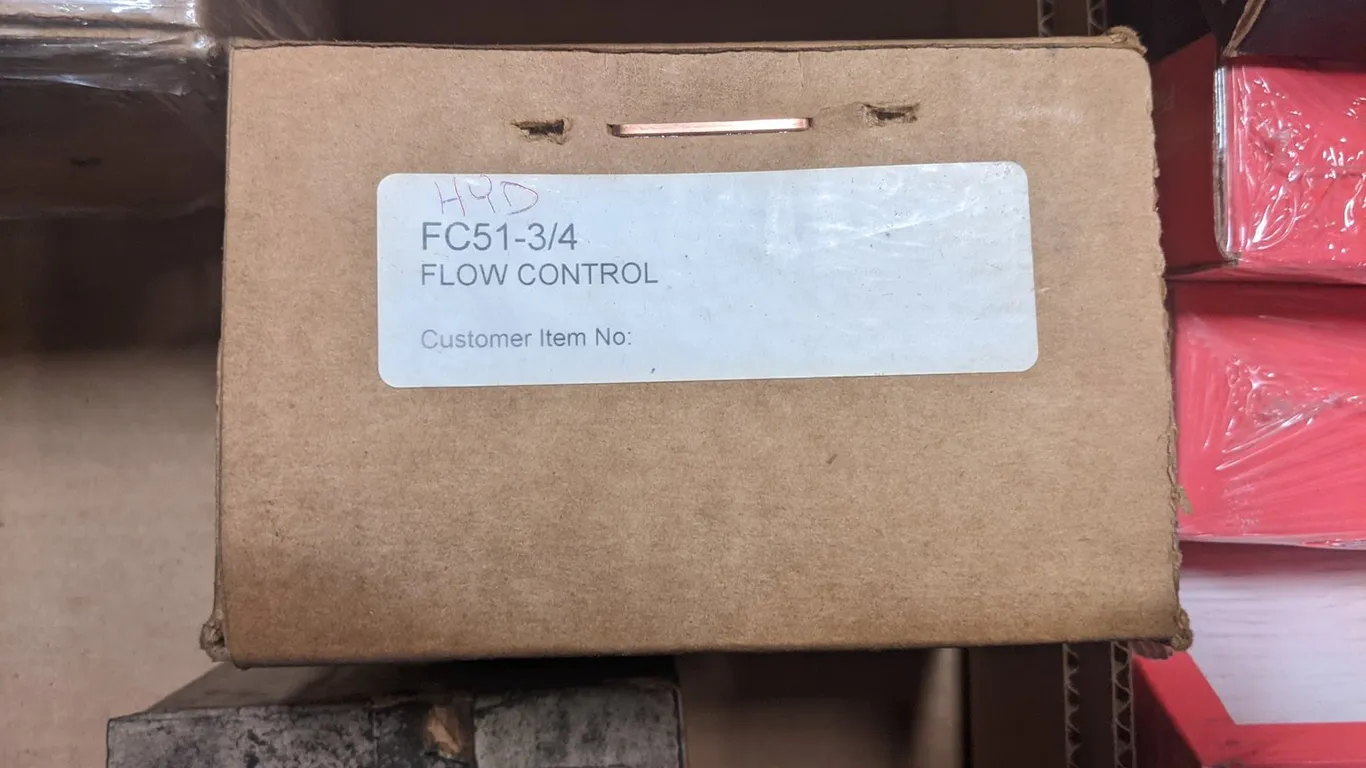 HYD
FC51-3/4
FLOW CONTROL
Customer Item No: